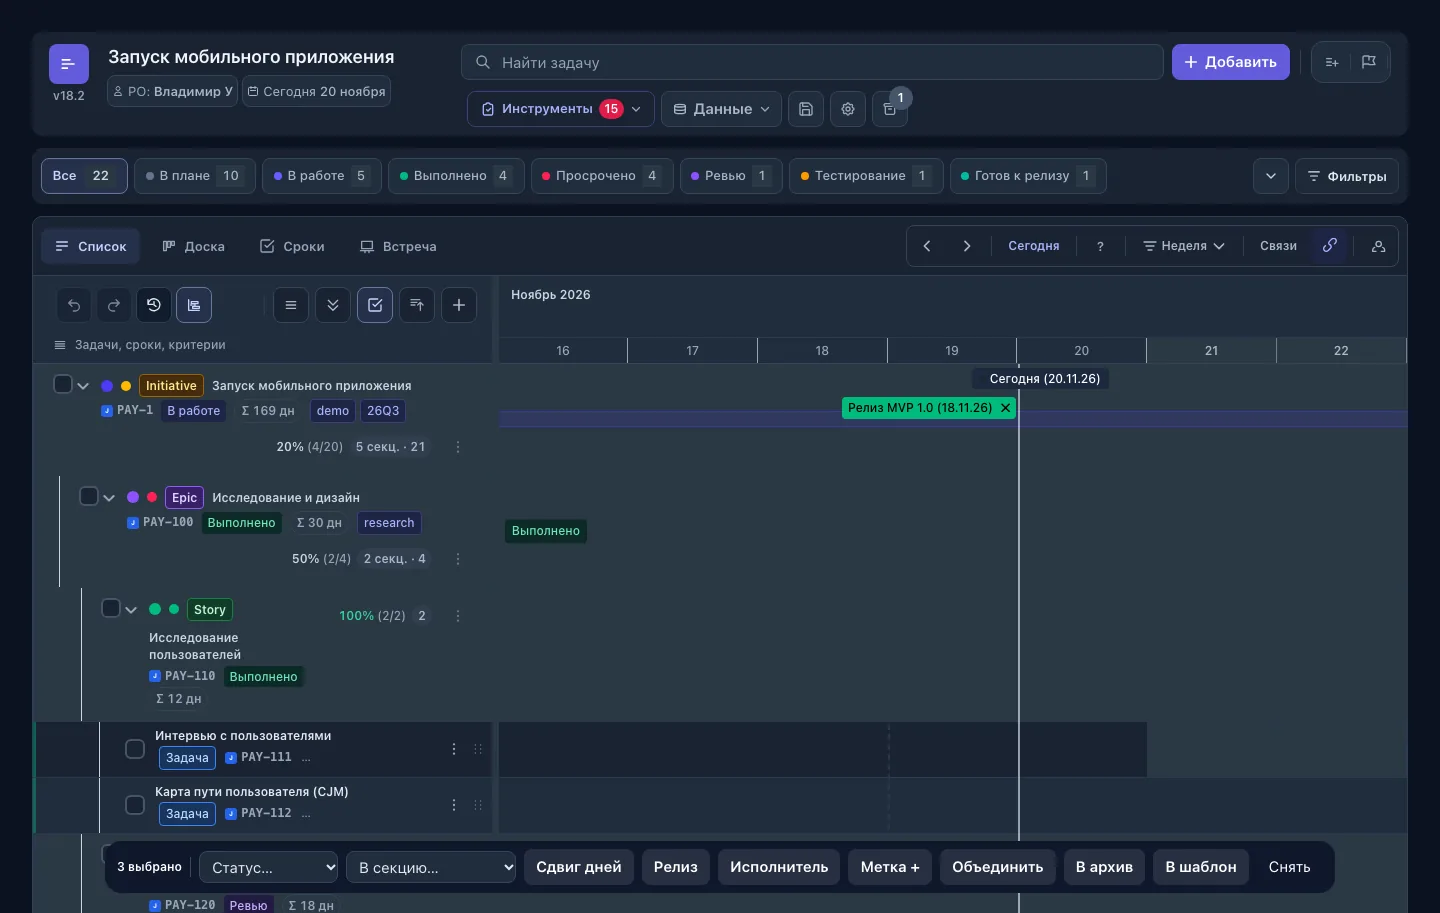 Запуск мобильного приложения
v18.2
PO: Владимир У
Сегодня 20 ноября
Найти задачу
Добавить
Инструменты 15
Данные
1
Все 22
В плане 10
В работе 5
Выполнено 4
Просрочено 4
Ревью 1
Тестирование 1
Готов к релизу 1
Фильтры
Список
Доска
Сроки
Встреча
Сегодня
?
Неделя
Связи
Задачи, сроки, критерии
Ноябрь 2026
16 17 18 19 20 21 22
Сегодня (20.11.26)
Релиз MVP 1.0 (18.11.26) ✕
Initiative Запуск мобильного приложения
PAY-1 В работе Σ 169 дн demo 26Q3
20% (4/20) 5 секц. · 21
Epic Исследование и дизайн
PAY-100 Выполнено Σ 30 дн research
50% (2/4) 2 секц. · 4
Выполнено
Story 100% (2/2) 2
Исследование
пользователей
PAY-110 Выполнено
Σ 12 дн
Интервью с пользователями
Задача PAY-111 ...
Карта пути пользователя (CJM)
Задача PAY-112 ...
3 выбрано
Статус...
В секцию...
Сдвиг дней
Релиз
Исполнитель
Метка +
Объединить
В архив
В шаблон
Снять
PAY-120 Ревью Σ 18 дн